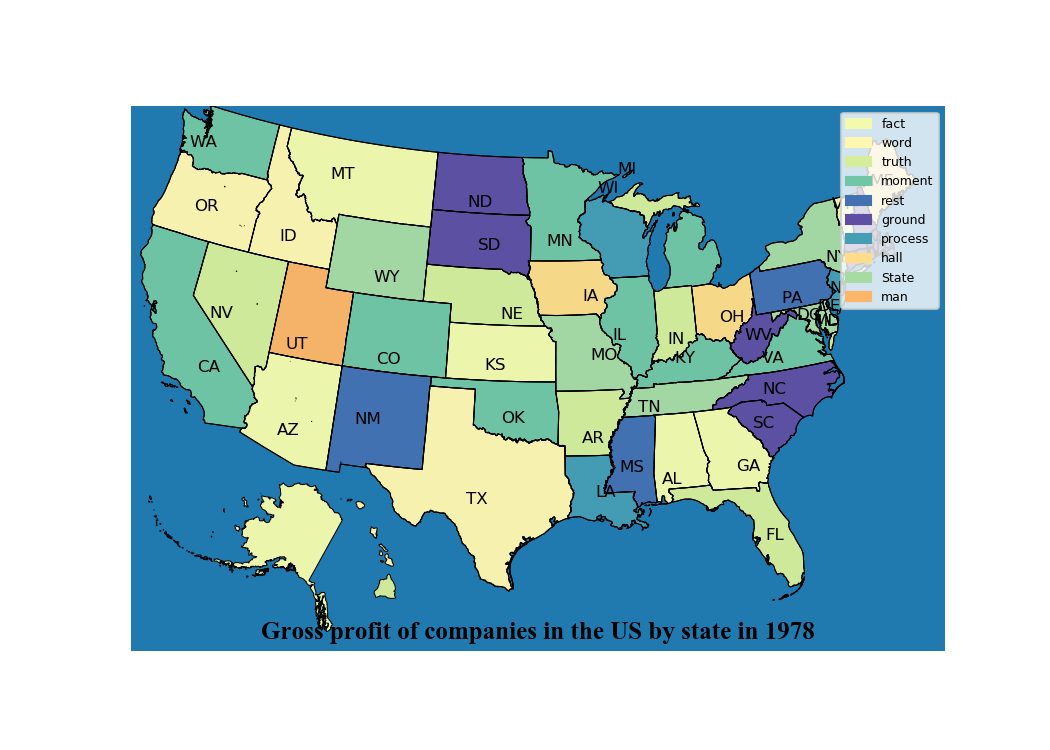 MI
WA
WI
MT
ND
OR
ID
SD
MN
WY
NY
NE
IA
PA
NV
OH
DE
DC
MD
UT
CO
KS
MO
IL
IN
KY
WV
VA
CA
NM
AZ
OK
TN
NC
AR
SC
MS
AL
GA
LA
TX
FL
fact
word
truth
moment
rest
ground
process
hall
State
man
Gross profit of companies in the US by state in 1978